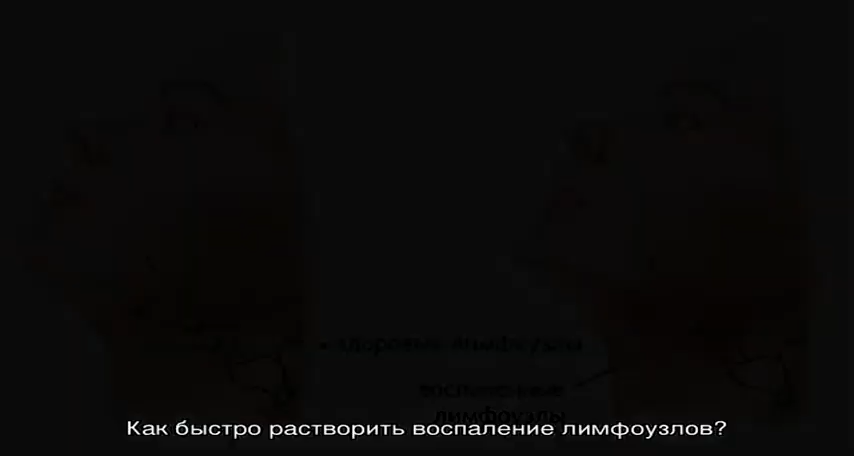 здоровые лимфоузлы
воспаленные
лимфоузлы
Как быстро растворить воспаление лимфоузлов?